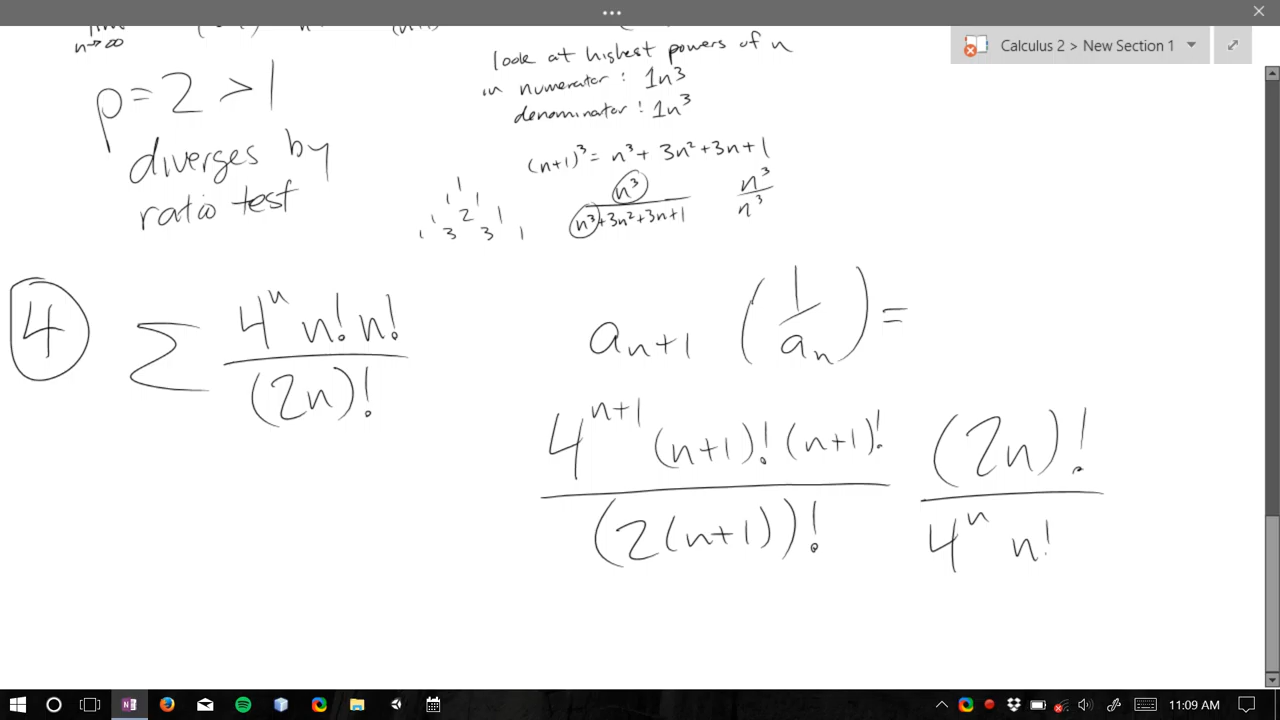 n→∞
look at highest powers of n
in numerator : 1n³
denominator : 1n³
p=2 >1
diverges by
ratio test
(n+1)³ = n³ + 3n² + 3n + 1
n³ / n³+3n²+3n+1
n³ / n³
1
1 1
1 2 1
1 3 3 1
4
∑ 4ⁿ n! n! / (2n)!
aₙ₊₁ (1/aₙ) =
4ⁿ⁺¹ (n+1)! (n+1)! / (2(n+1))! (2n)! / 4ⁿ n!
Calculus 2 > New Section 1
11:09 AM